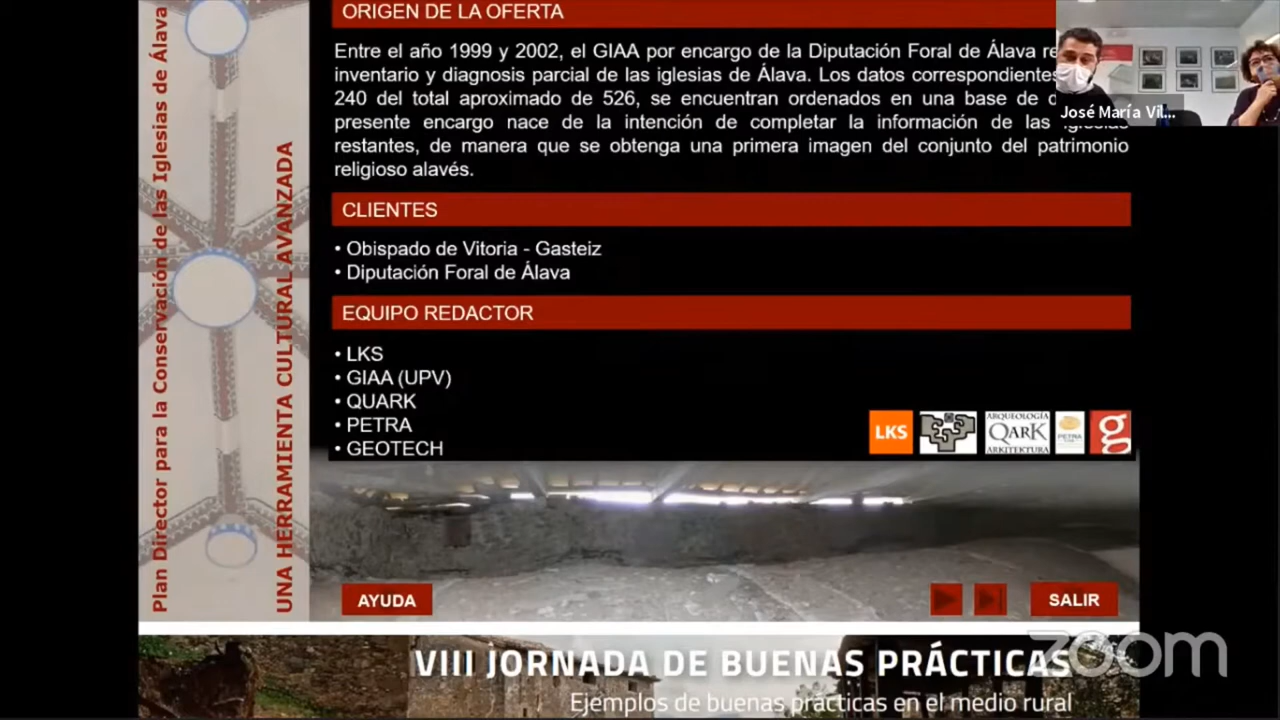 Plan Director para la Conservación de las Iglesias de Álava
UNA HERRAMIENTA CULTURAL AVANZADA
ORIGEN DE LA OFERTA
Entre el año 1999 y 2002, el GIAA por encargo de la Diputación Foral de Álava re
inventario y diagnosis parcial de las iglesias de Álava. Los datos correspondientes
240 del total aproximado de 526, se encuentran ordenados en una base de d
presente encargo nace de la intención de completar la información de las iglesias
restantes, de manera que se obtenga una primera imagen del conjunto del patrimonio
religioso alavés.
José María Vil...
CLIENTES
• Obispado de Vitoria - Gasteiz
• Diputación Foral de Álava
EQUIPO REDACTOR
• LKS
• GIAA (UPV)
• QUARK
• PETRA
• GEOTECH
LKS
ARQUEOLOGÍA
QARK
ARKITEKTURA
PETRA
g
AYUDA
SALIR
zoom
VIII JORNADA DE BUENAS PRÁCTICAS
Ejemplos de buenas prácticas en el medio rural